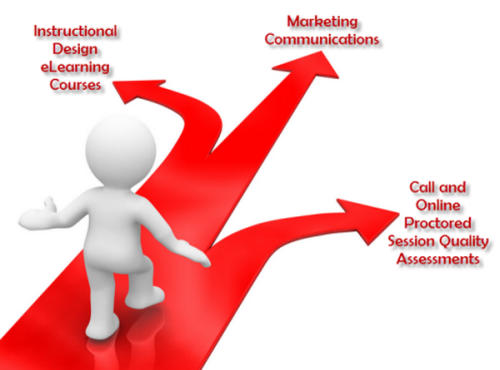 Instructional
Design
eLearning
Courses
Marketing
Communications
Call and
Online
Proctored
Session Quality
Assessments